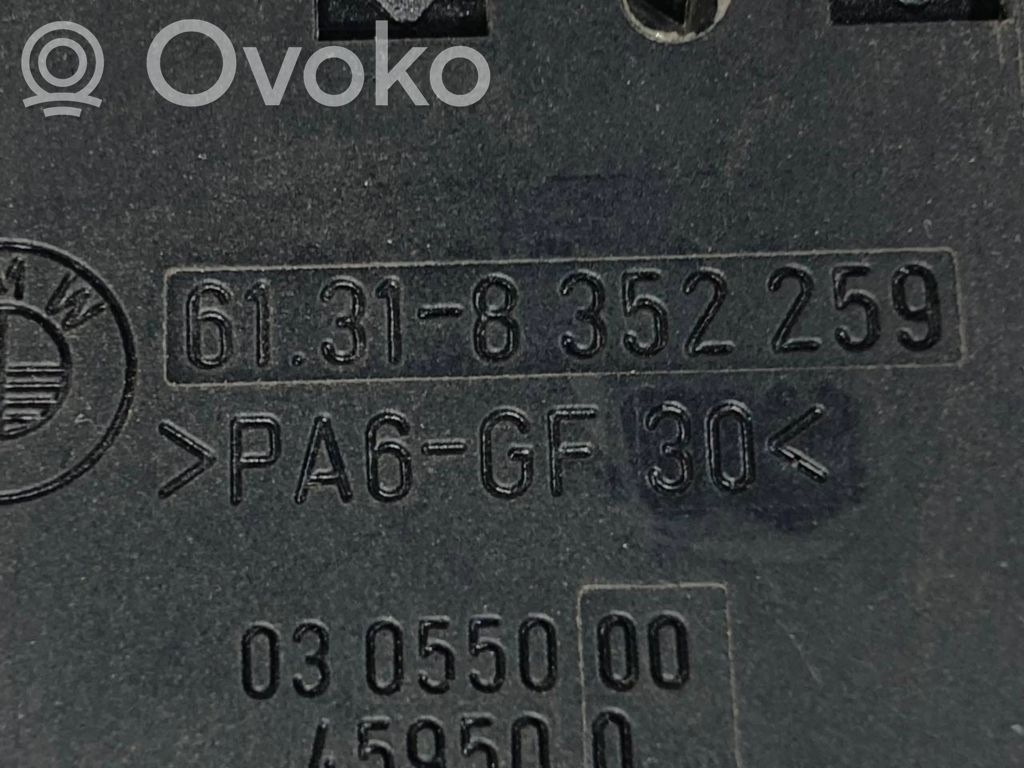 Ovoko
BMW
61.31-8 352 259
>PA6-GF 30<
03 0550 00